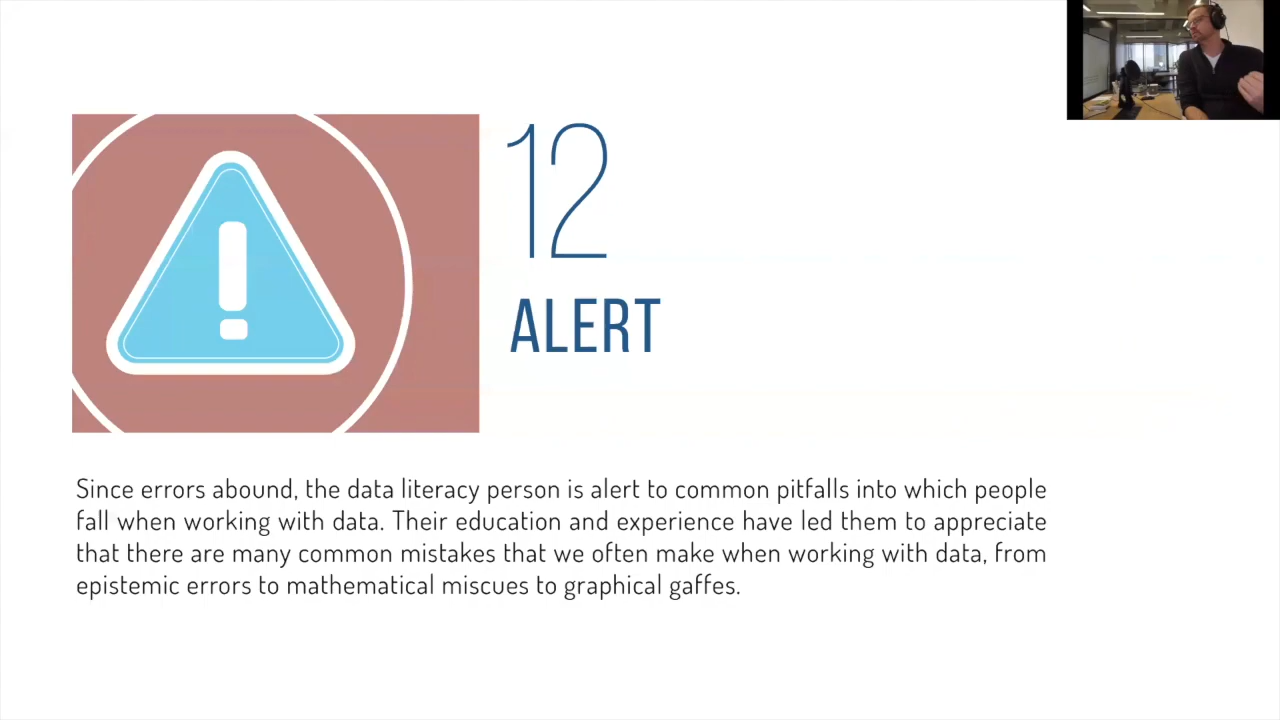 12
ALERT
Since errors abound, the data literacy person is alert to common pitfalls into which people
fall when working with data. Their education and experience have led them to appreciate
that there are many common mistakes that we often make when working with data, from
epistemic errors to mathematical miscues to graphical gaffes.